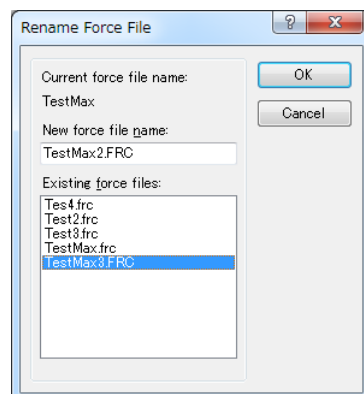 Rename Force File
? x
Current force file name:
OK
TestMax
Cancel
New force file name:
TestMax2.FRC
Existing force files:
Tes4.frc
Test2.frc
Test3.frc
TestMax.frc
TestMax3.FRC